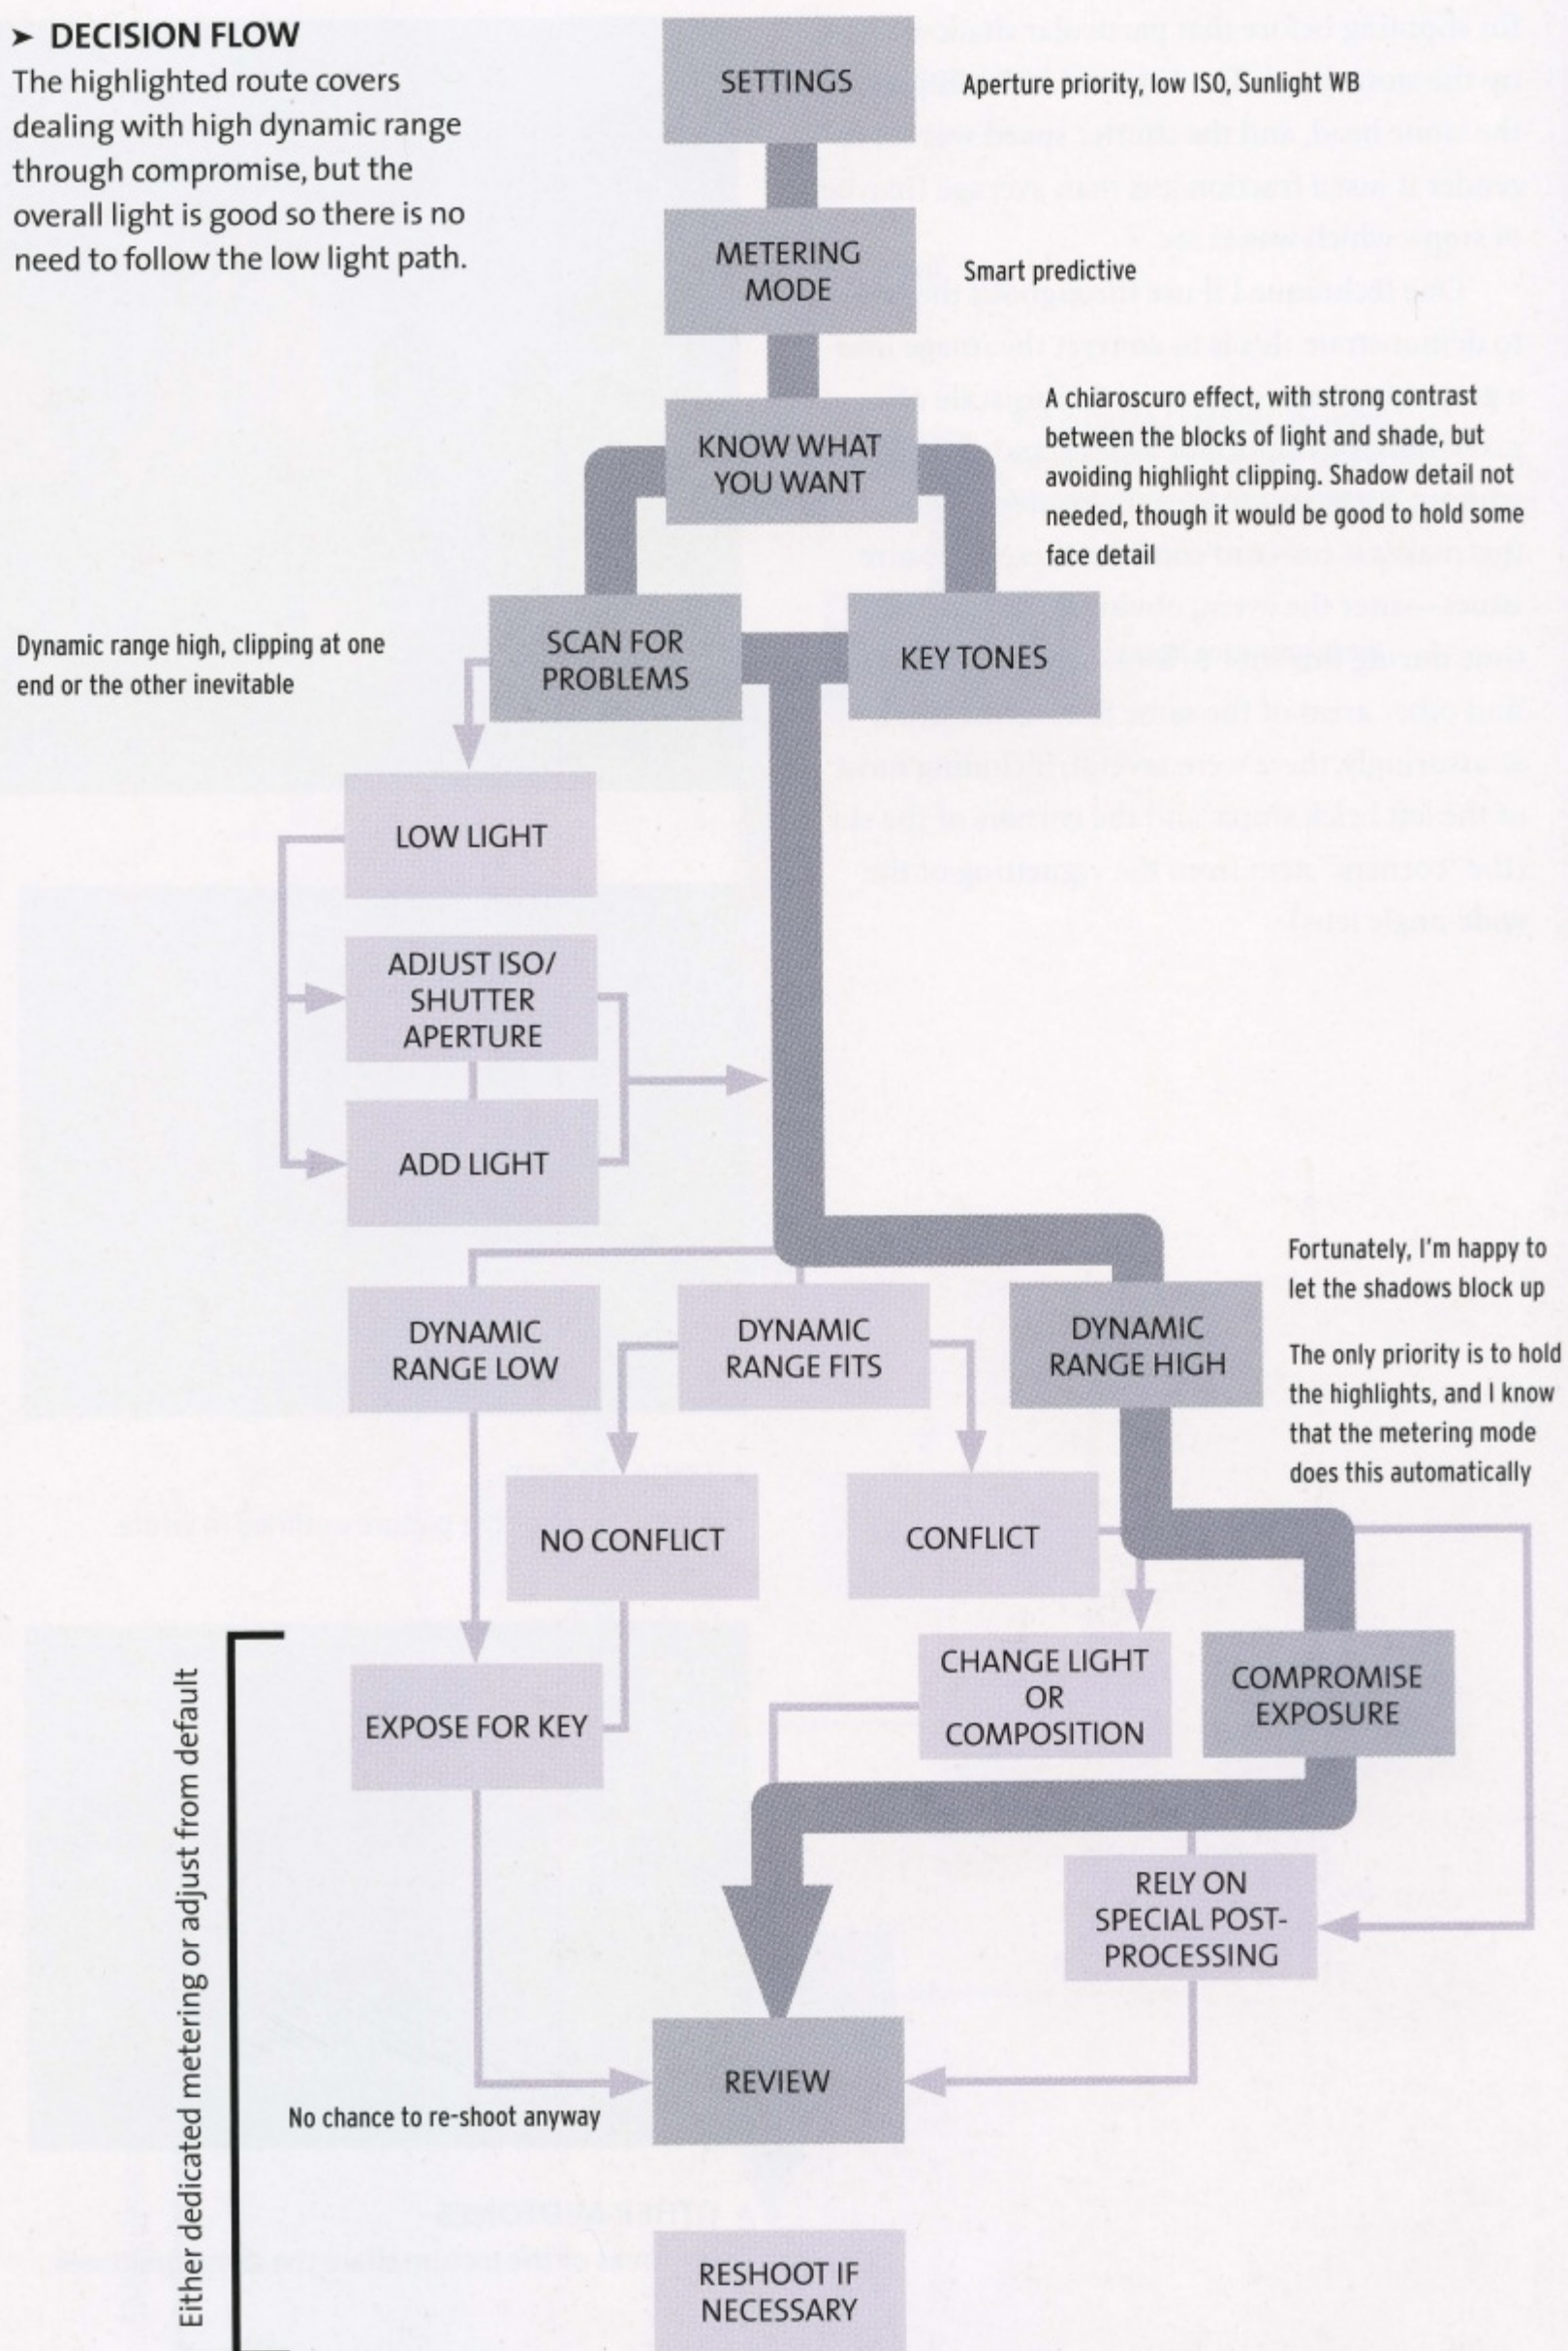 ➤ DECISION FLOW
The highlighted route covers
dealing with high dynamic range
through compromise, but the
overall light is good so there is no
need to follow the low light path.
SETTINGS
Aperture priority, low ISO, Sunlight WB
METERING
MODE
Smart predictive
KNOW WHAT
YOU WANT
A chiaroscuro effect, with strong contrast
between the blocks of light and shade, but
avoiding highlight clipping. Shadow detail not
needed, though it would be good to hold some
face detail
Dynamic range high, clipping at one
end or the other inevitable
SCAN FOR
PROBLEMS
KEY TONES
LOW LIGHT
ADJUST ISO/
SHUTTER
APERTURE
ADD LIGHT
Fortunately, I'm happy to
let the shadows block up
The only priority is to hold
the highlights, and I know
that the metering mode
does this automatically
DYNAMIC
RANGE LOW
DYNAMIC
RANGE FITS
DYNAMIC
RANGE HIGH
NO CONFLICT
CONFLICT
EXPOSE FOR KEY
CHANGE LIGHT
OR
COMPOSITION
COMPROMISE
EXPOSURE
RELY ON
SPECIAL POST-
PROCESSING
Either dedicated metering or adjust from default
REVIEW
No chance to re-shoot anyway
RESHOOT IF
NECESSARY